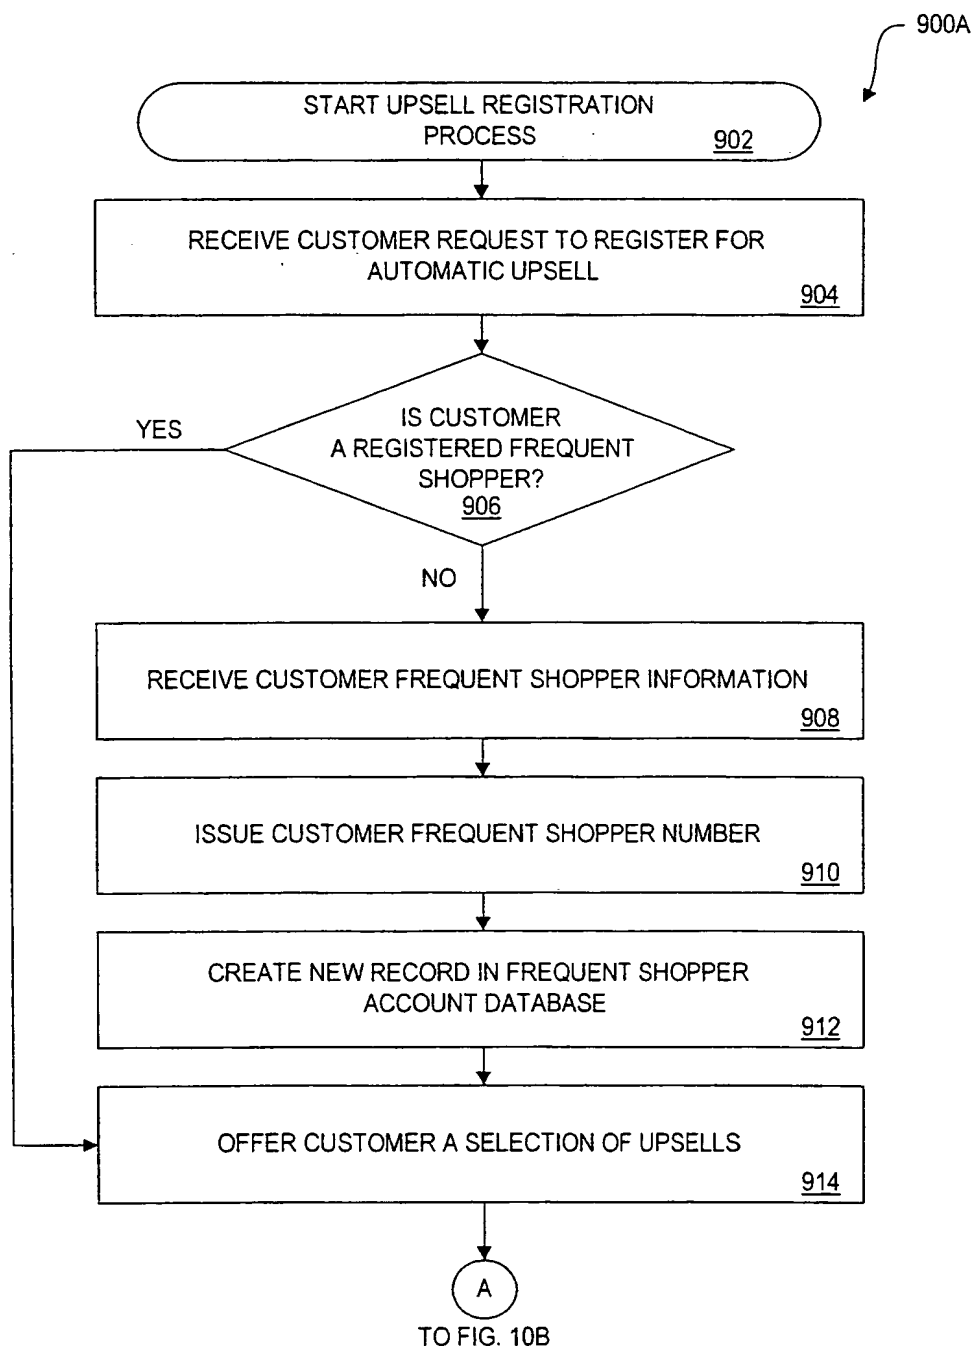 900A
START UPSELL REGISTRATION
PROCESS
902
RECEIVE CUSTOMER REQUEST TO REGISTER FOR
AUTOMATIC UPSELL
904
IS CUSTOMER
A REGISTERED FREQUENT
SHOPPER?
906
YES
NO
RECEIVE CUSTOMER FREQUENT SHOPPER INFORMATION
908
ISSUE CUSTOMER FREQUENT SHOPPER NUMBER
910
CREATE NEW RECORD IN FREQUENT SHOPPER
ACCOUNT DATABASE
912
OFFER CUSTOMER A SELECTION OF UPSELLS
914
A
TO FIG. 10B